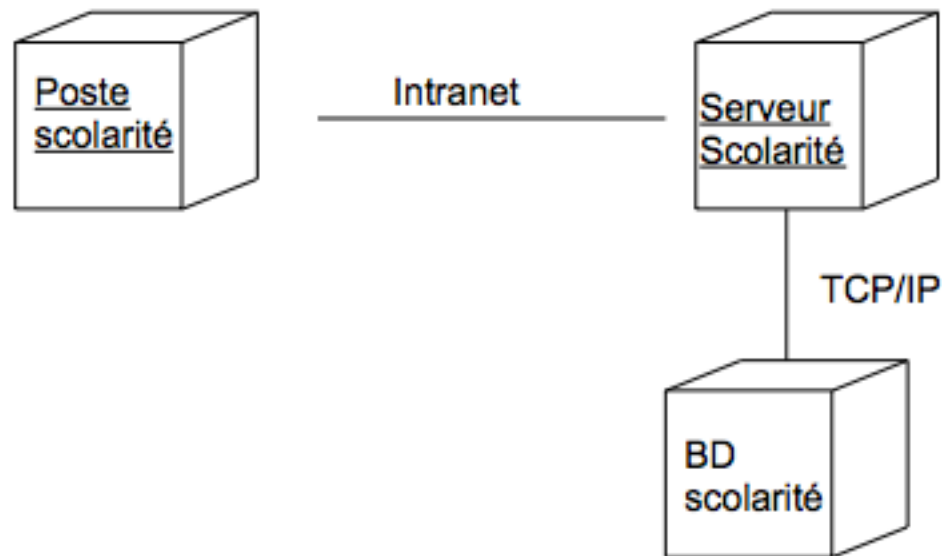 Poste
scolarité
Intranet
Serveur
Scolarité
TCP/IP
BD
scolarité